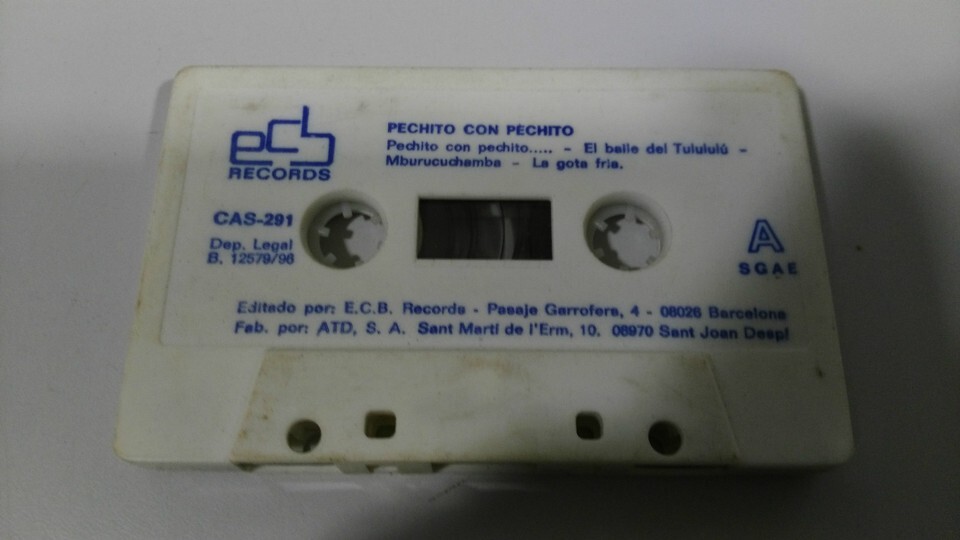 ecb
RECORDS
PECHITO CON PECHITO
Pechito con pechito..... - El baile del Tulululú -
Mburucuchamba - La gota fria.
CAS-291
Dep. Legal
B. 12579/96
A
SGAE
Editado por: E.C.B. Records - Pasaje Garrofers, 4 - 08026 Barcelona
Fab. por: ATD, S. A. Sant Martí de l'Erm, 10. 08970 Sant Joan Despí